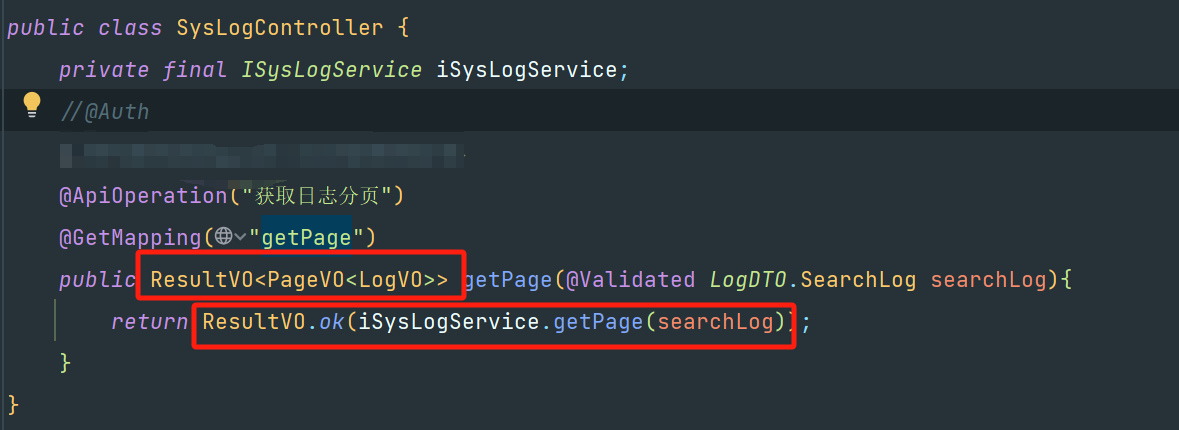 public class SysLogController {
private final ISysLogService iSysLogService;
//@Auth
@ApiOperation("获取日志分页")
@GetMapping("getPage")
public ResultVO<PageVO<LogVO>> getPage(@Validated LogDTO.SearchLog searchLog){
return ResultVO.ok(iSysLogService.getPage(searchLog));
}
}